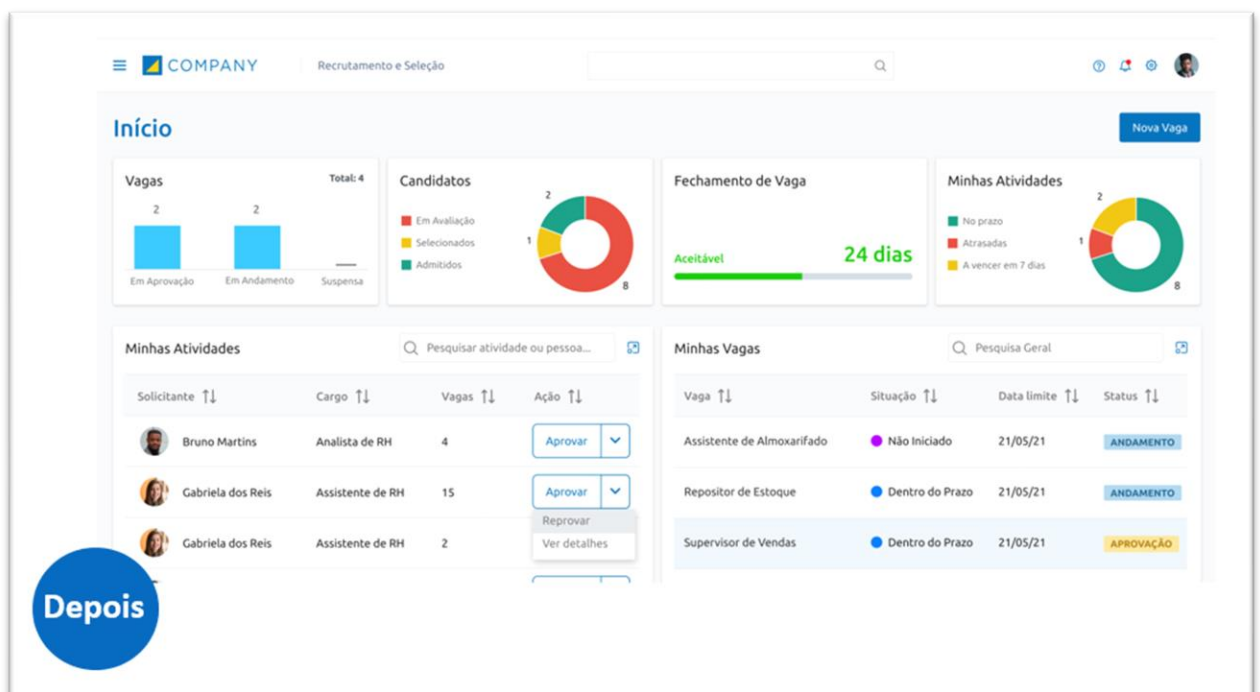 COMPANY
Recrutamento e Seleção
Início
Nova Vaga
Vagas
Total: 4
2
2
Em Aprovação
Em Andamento
Suspensa
Candidatos
Em Avaliação
Selecionados
Admitidos
2
1
8
Fechamento de Vaga
Aceitável
24 dias
Minhas Atividades
No prazo
Atrasadas
A vencer em 7 dias
2
1
8
Minhas Atividades
Pesquisar atividade ou pessoa...
Solicitante
Cargo
Vagas
Ação
Bruno Martins
Analista de RH
4
Aprovar
Gabriela dos Reis
Assistente de RH
15
Aprovar
Reprovar
Ver detalhes
Gabriela dos Reis
Assistente de RH
2
Minhas Vagas
Pesquisa Geral
Vaga
Situação
Data limite
Status
Assistente de Almoxarifado
Não Iniciado
21/05/21
ANDAMENTO
Repositor de Estoque
Dentro do Prazo
21/05/21
ANDAMENTO
Supervisor de Vendas
Dentro do Prazo
21/05/21
APROVAÇÃO
Depois